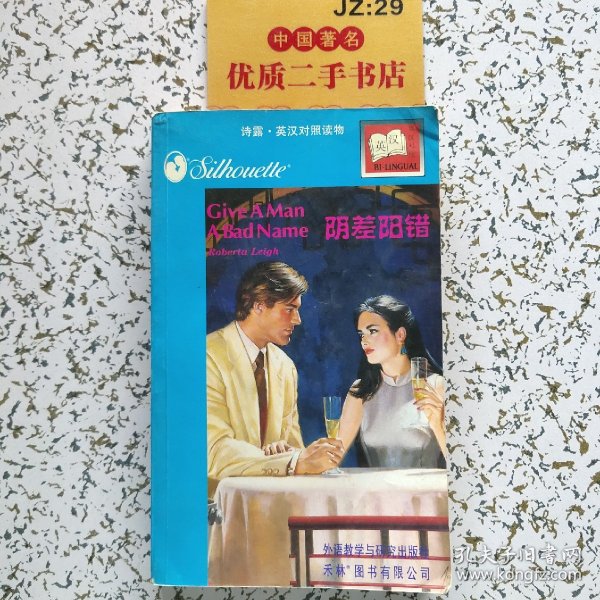 JZ:29
中国著名
优质二手书店
诗露·英汉对照读物
英汉
BI-LINGUAL
Silhouette®
Give A Man
A Bad Name
阴差阳错
Roberta Leigh
外语教学与研究出版社
禾林®图书有限公司
孔夫子旧书网
www.kongfz.com